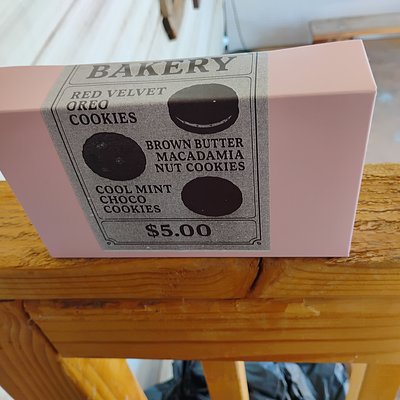 BAKERY
RED VELVET
OREO
COOKIES
BROWN BUTTER
MACADAMIA
NUT COOKIES
COOL MINT
CHOCO
COOKIES
$5.00